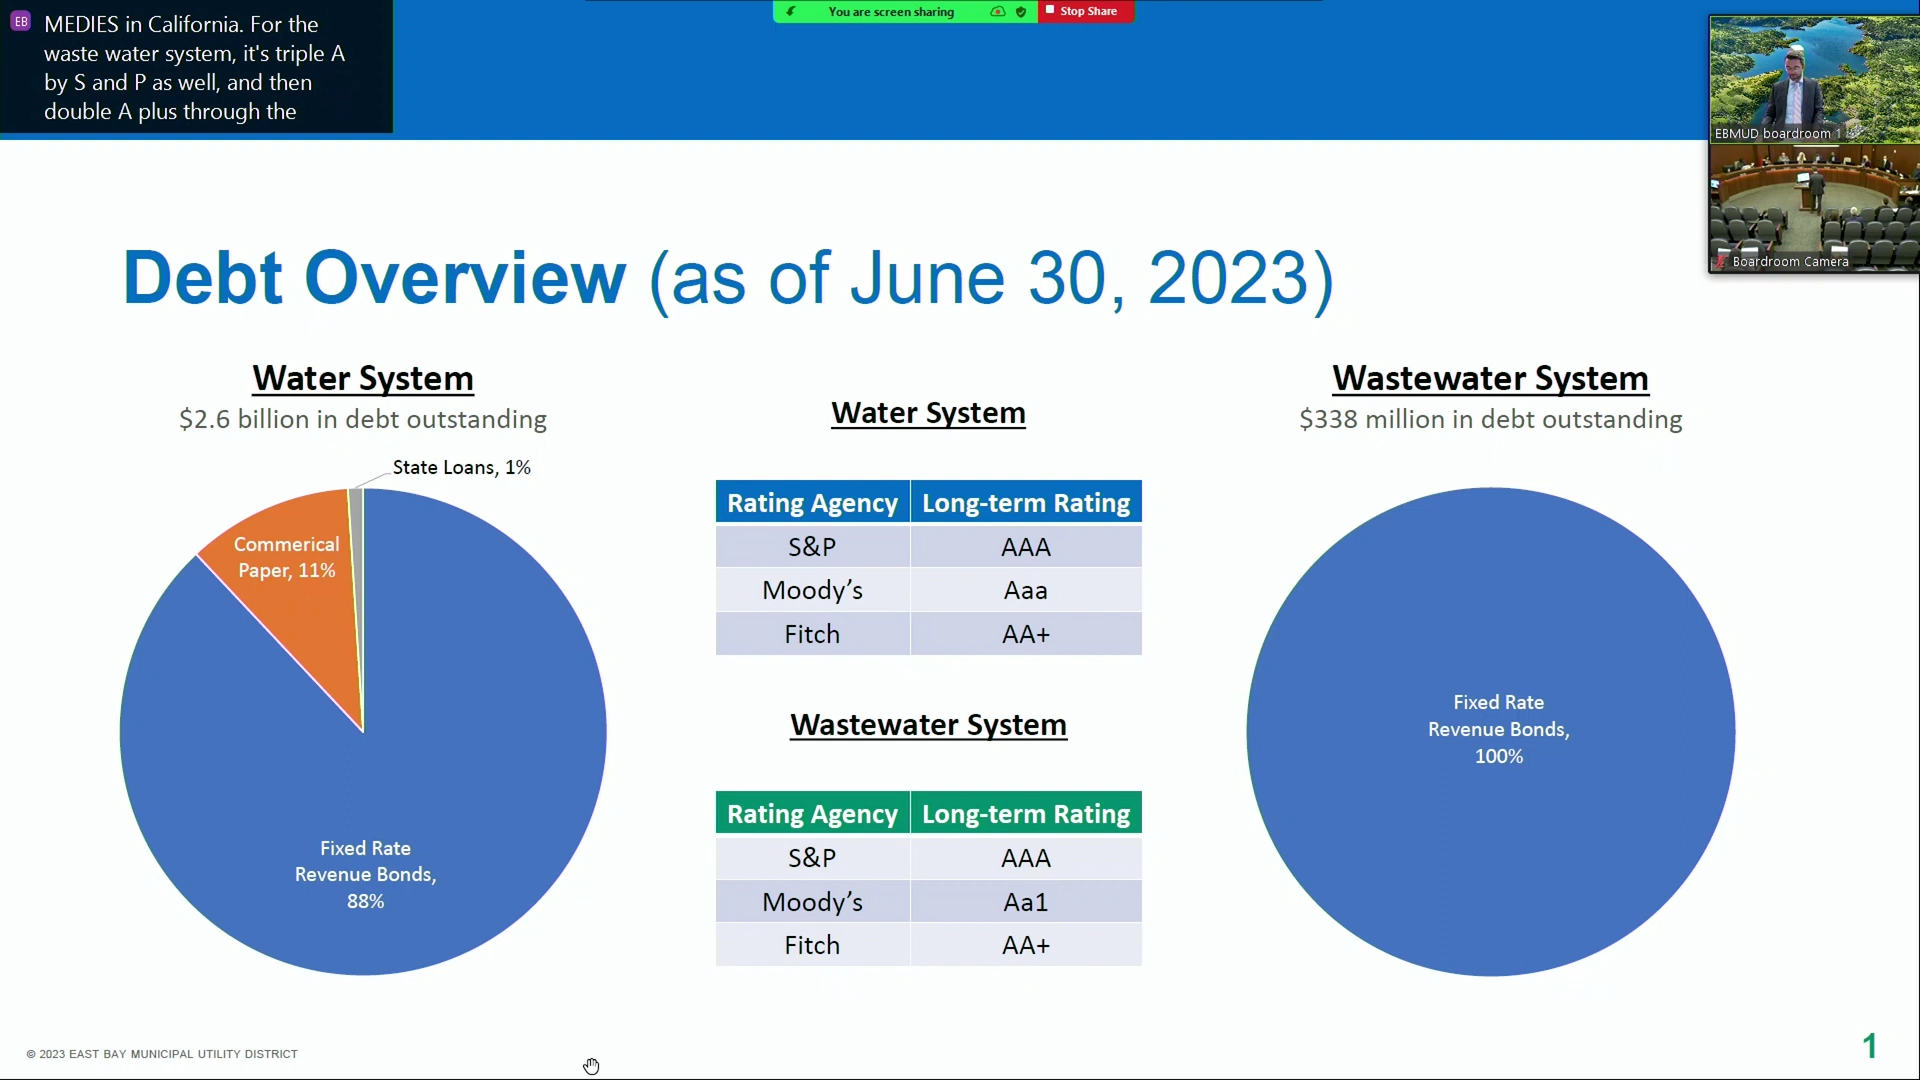 EB
MEDIES in California. For the
waste water system, it's triple A
by S and P as well, and then
double A plus through the
You are screen sharing
Stop Share
EBMUD boardroom 1
Boardroom Camera
Debt Overview (as of June 30, 2023)
Water System
$2.6 billion in debt outstanding
State Loans, 1%
Commerical
Paper, 11%
Fixed Rate
Revenue Bonds,
88%
Water System
Rating Agency Long-term Rating
S&P AAA
Moody’s Aaa
Fitch AA+
Wastewater System
Rating Agency Long-term Rating
S&P AAA
Moody’s Aa1
Fitch AA+
Wastewater System
$338 million in debt outstanding
Fixed Rate
Revenue Bonds,
100%
© 2023 EAST BAY MUNICIPAL UTILITY DISTRICT
1